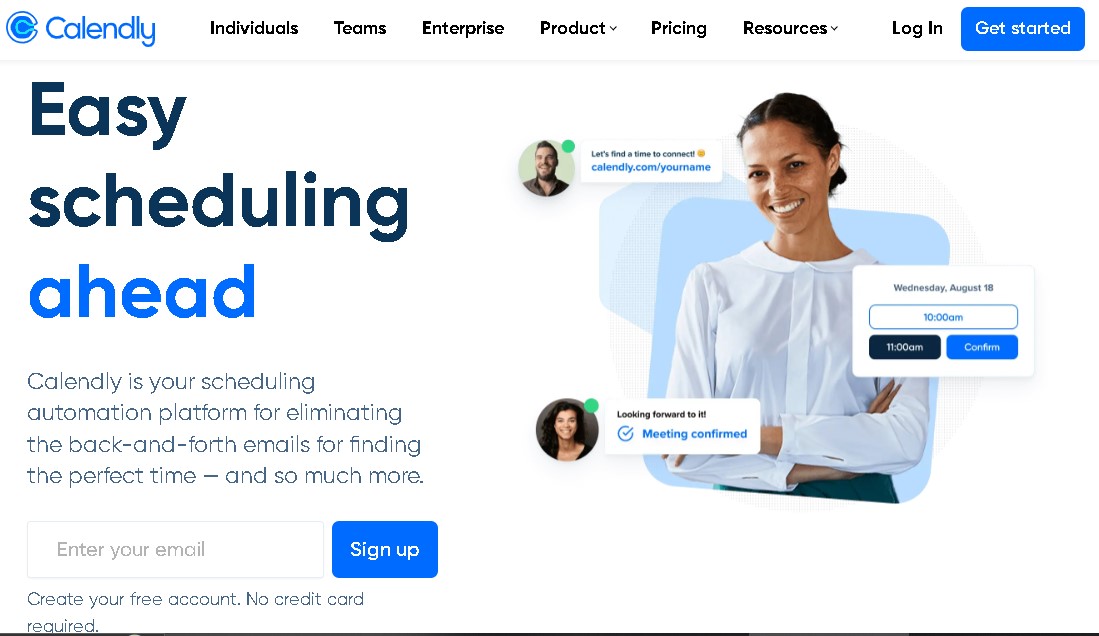 Calendly
Individuals
Teams
Enterprise
Product
Pricing
Resources
Log In
Get started
Easy
scheduling
ahead
Calendly is your scheduling
automation platform for eliminating
the back-and-forth emails for finding
the perfect time — and so much more.
Enter your email
Sign up
Create your free account. No credit card
required.
Let's find a time to connect! 😊
calendly.com/yourname
Wednesday, August 18
10:00am
11:00am
Confirm
Looking forward to it!
Meeting confirmed